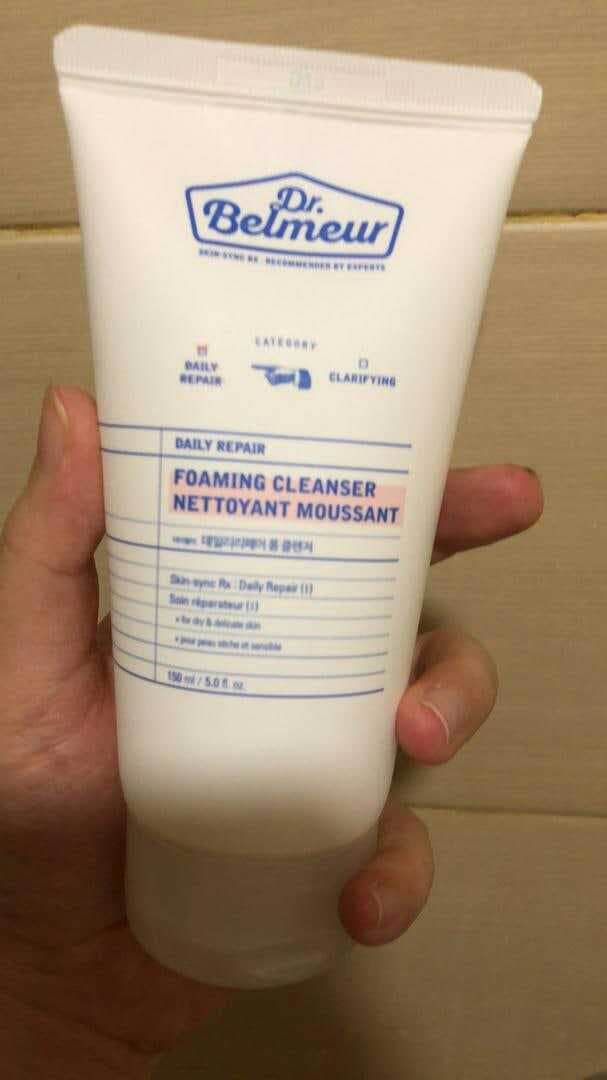 Dr.
Belmeur
SKIN-SYNC RX · RECOMMENDED BY EXPERTS
CATEGORY
DAILY
REPAIR
CLARIFYING
DAILY REPAIR
FOAMING CLEANSER
NETTOYANT MOUSSANT
데일리리페어 폼 클렌저
Skin-sync Rx : Daily Repair (I)
Soin réparateur (I)
• for dry & delicate skin
• pour peau sèche et sensible
150 ml / 5.0 fl. oz.